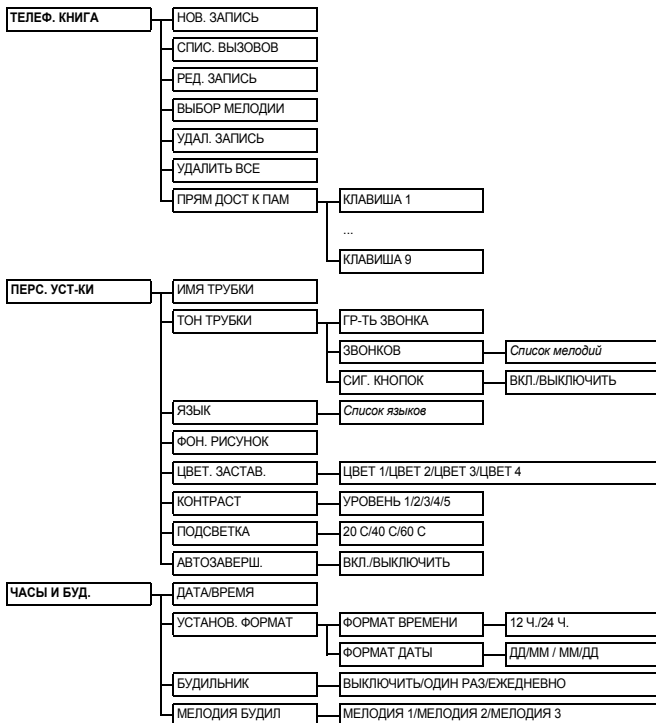 ТЕЛЕФ. КНИГА НОВ. ЗАПИСЬ
СПИС. ВЫЗОВОВ
РЕД. ЗАПИСЬ
ВЫБОР МЕЛОДИИ
УДАЛ. ЗАПИСЬ
УДАЛИТЬ ВСЕ
ПРЯМ ДОСТ К ПАМ КЛАВИША 1
...
КЛАВИША 9
ПЕРС. УСТ-КИ ИМЯ ТРУБКИ
ТОН ТРУБКИ ГР-ТЬ ЗВОНКА
ЗВОНКОВ Список мелодий
СИГ. КНОПОК ВКЛ./ВЫКЛЮЧИТЬ
ЯЗЫК Список языков
ФОН. РИСУНОК
ЦВЕТ. ЗАСТАВ. ЦВЕТ 1/ЦВЕТ 2/ЦВЕТ 3/ЦВЕТ 4
КОНТРАСТ УРОВЕНЬ 1/2/3/4/5
ПОДСВЕТКА 20 С/40 С/60 С
АВТОЗАВЕРШ. ВКЛ./ВЫКЛЮЧИТЬ
ЧАСЫ И БУД. ДАТА/ВРЕМЯ
УСТАНОВ. ФОРМАТ ФОРМАТ ВРЕМЕНИ 12 Ч./24 Ч.
ФОРМАТ ДАТЫ ДД/ММ / ММ/ДД
БУДИЛЬНИК ВЫКЛЮЧИТЬ/ОДИН РАЗ/ЕЖЕДНЕВНО
МЕЛОДИЯ БУДИЛ МЕЛОДИЯ 1/МЕЛОДИЯ 2/МЕЛОДИЯ 3